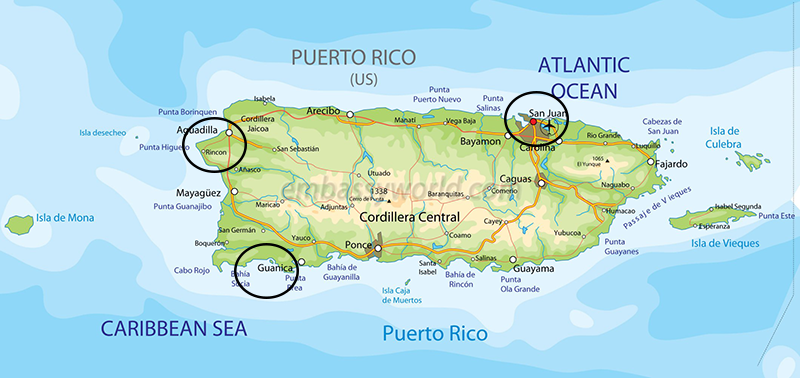 PUERTO RICO
(US)
ATLANTIC
OCEAN
Isabela
Punta
Puerto Nuevo
Punta
Salinas
San Juan
Punta Borinquen
Cordillera
Jaicoa
Arecibo
Manatí
Vega Baja
Cabezas de
San Juan
Isla desecheo
Aguadilla
Bayamon
Carolina
Rio Grande
Luquillo
Isla de
Culebra
Punta Higuero
Rincon
San Sebastián
1065
El Yunque
Fajardo
Añasco
Utuado
Caguas
Naguabo
embassyworld.com
Mayagüez
1338
Cerro de Punta
Baranquitas
Comerio
Passaje de Vieques
Isabel Segunda
Punta Guanajibo
Maricao
Adjuntas
Humacao
Punta Este
Isla de Mona
Cordillera Central
Cayey
Esperanza
San Germán
Coamo
Yubucoa
Boquerón
Yauco
Ponce
Punta
Guayanes
Isla de Vieques
Cabo Rojo
Bahía
Sucia
Guanica
Punta
Brea
Bahía de
Guayanilla
Santa
Isabel
Bahía de
Rincón
Salinas
Guayama
Punta
Ola Grande
Isla Caja
de Muertos
CARIBBEAN SEA
Puerto Rico